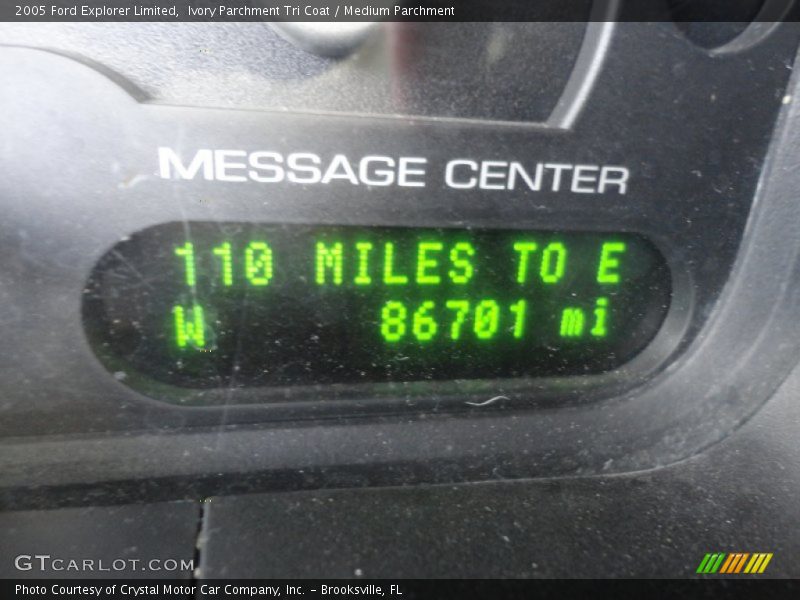 2005 Ford Explorer Limited,  Ivory Parchment Tri Coat / Medium Parchment
MESSAGE CENTER
110 MILES TO E
W 86701 mi
GTCARLOT.COM
Photo Courtesy of Crystal Motor Car Company, Inc. – Brooksville, FL